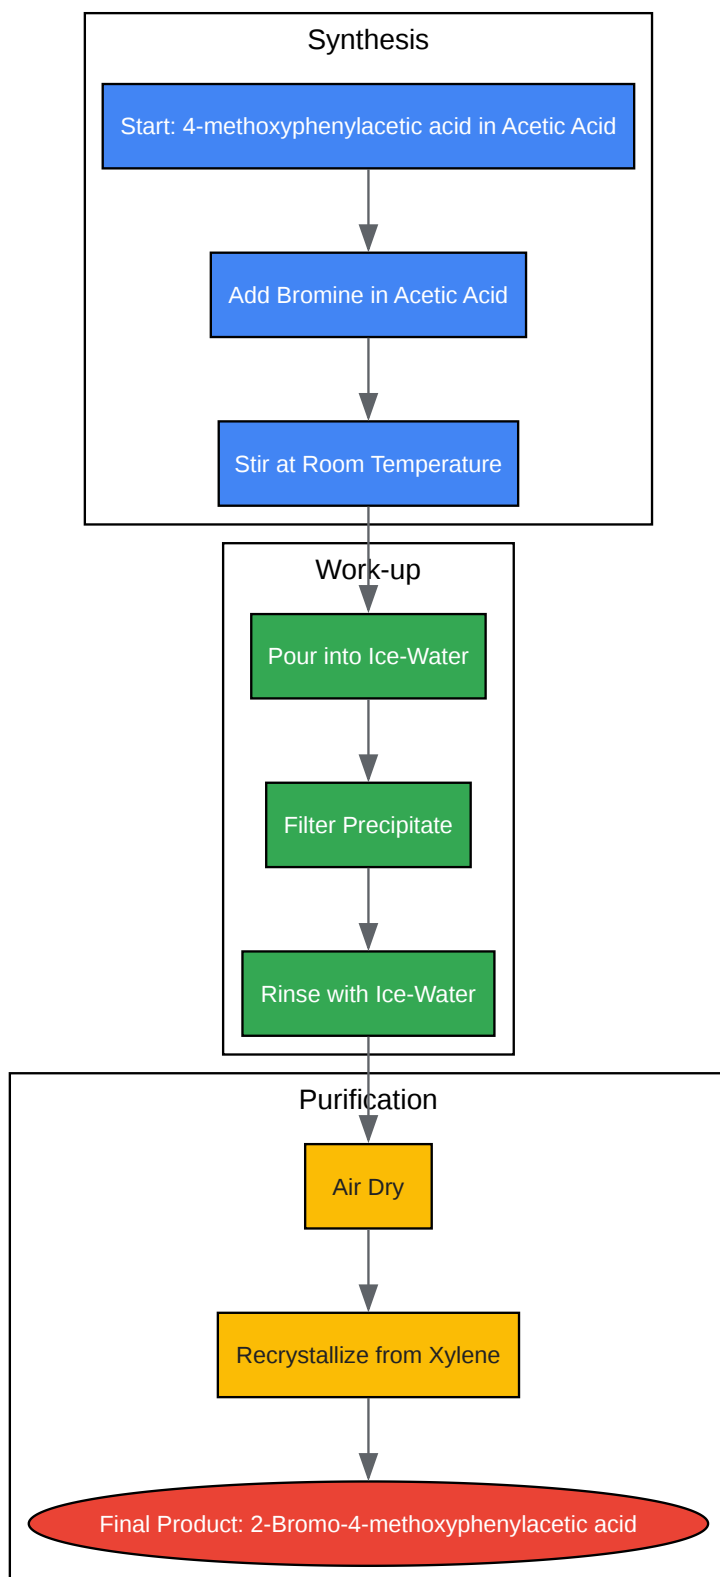 Synthesis
Start: 4-methoxyphenylacetic acid in Acetic Acid
Add Bromine in Acetic Acid
Stir at Room Temperature
Work-up
Pour into Ice-Water
Filter Precipitate
Rinse with Ice-Water
Purification
Air Dry
Recrystallize from Xylene
Final Product: 2-Bromo-4-methoxyphenylacetic acid